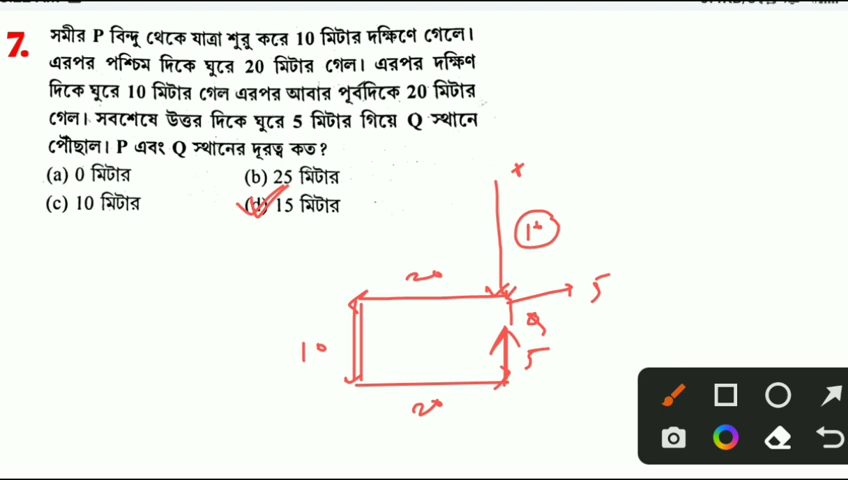 7. সমীর P বিন্দু থেকে যাত্রা শুরু করে 10 মিটার দক্ষিণে গেলে।
এরপর পশ্চিম দিকে ঘুরে 20 মিটার গেল। এরপর দক্ষিণ
দিকে ঘুরে 10 মিটার গেল এরপর আবার পূর্বদিকে 20 মিটার
গেল। সবশেষে উত্তর দিকে ঘুরে 5 মিটার গিয়ে Q স্থানে
পৌঁছাল। P এবং Q স্থানের দূরত্ব কত?
(a) 0 মিটার (b) 25 মিটার
(c) 10 মিটার (d) 15 মিটার
20
5
10
5
20